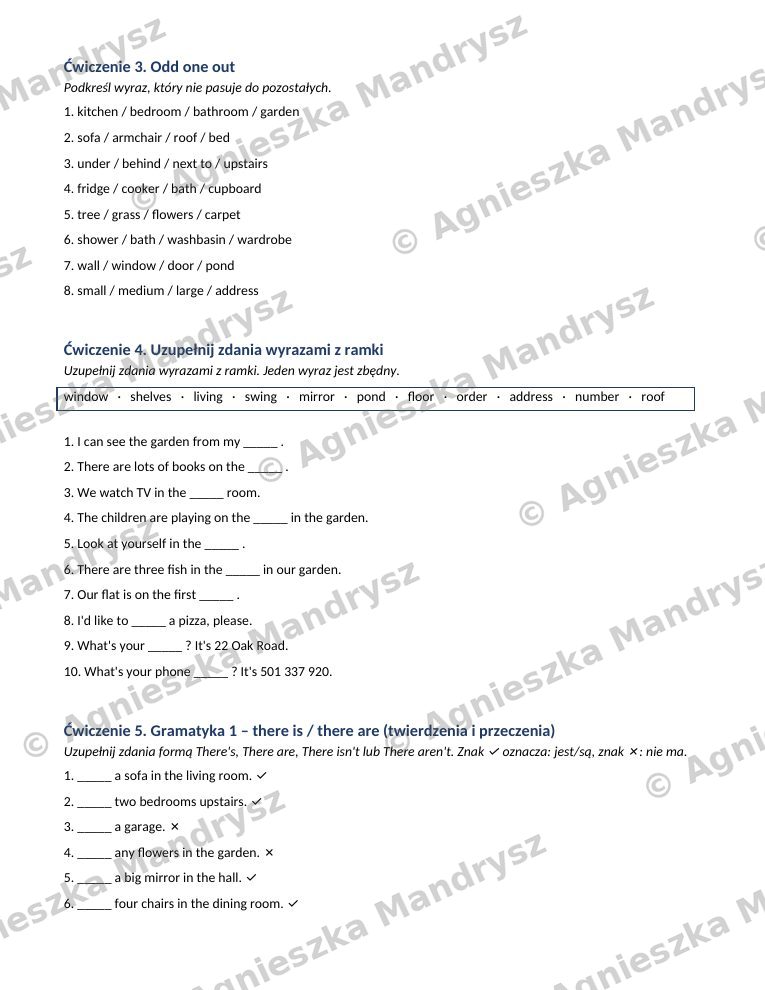 Ćwiczenie 3. Odd one out
Podkreśl wyraz, który nie pasuje do pozostałych.
1. kitchen / bedroom / bathroom / garden
2. sofa / armchair / roof / bed
3. under / behind / next to / upstairs
4. fridge / cooker / bath / cupboard
5. tree / grass / flowers / carpet
6. shower / bath / washbasin / wardrobe
7. wall / window / door / pond
8. small / medium / large / address
Ćwiczenie 4. Uzupełnij zdania wyrazami z ramki
Uzupełnij zdania wyrazami z ramki. Jeden wyraz jest zbędny.
window · shelves · living · swing · mirror · pond · floor · order · address · number · roof
1. I can see the garden from my _____ .
2. There are lots of books on the _____ .
3. We watch TV in the _____ room.
4. The children are playing on the _____ in the garden.
5. Look at yourself in the _____ .
6. There are three fish in the _____ in our garden.
7. Our flat is on the first _____ .
8. I'd like to _____ a pizza, please.
9. What's your _____ ? It's 22 Oak Road.
10. What's your phone _____ ? It's 501 337 920.
Ćwiczenie 5. Gramatyka 1 – there is / there are (twierdzenia i przeczenia)
Uzupełnij zdania formą There's, There are, There isn't lub There aren't. Znak ✓ oznacza: jest/są, znak ✗: nie ma.
1. _____ a sofa in the living room. ✓
2. _____ two bedrooms upstairs. ✓
3. _____ a garage. ✗
4. _____ any flowers in the garden. ✗
5. _____ a big mirror in the hall. ✓
6. _____ four chairs in the dining room. ✓
© Agnieszka Mandrysz